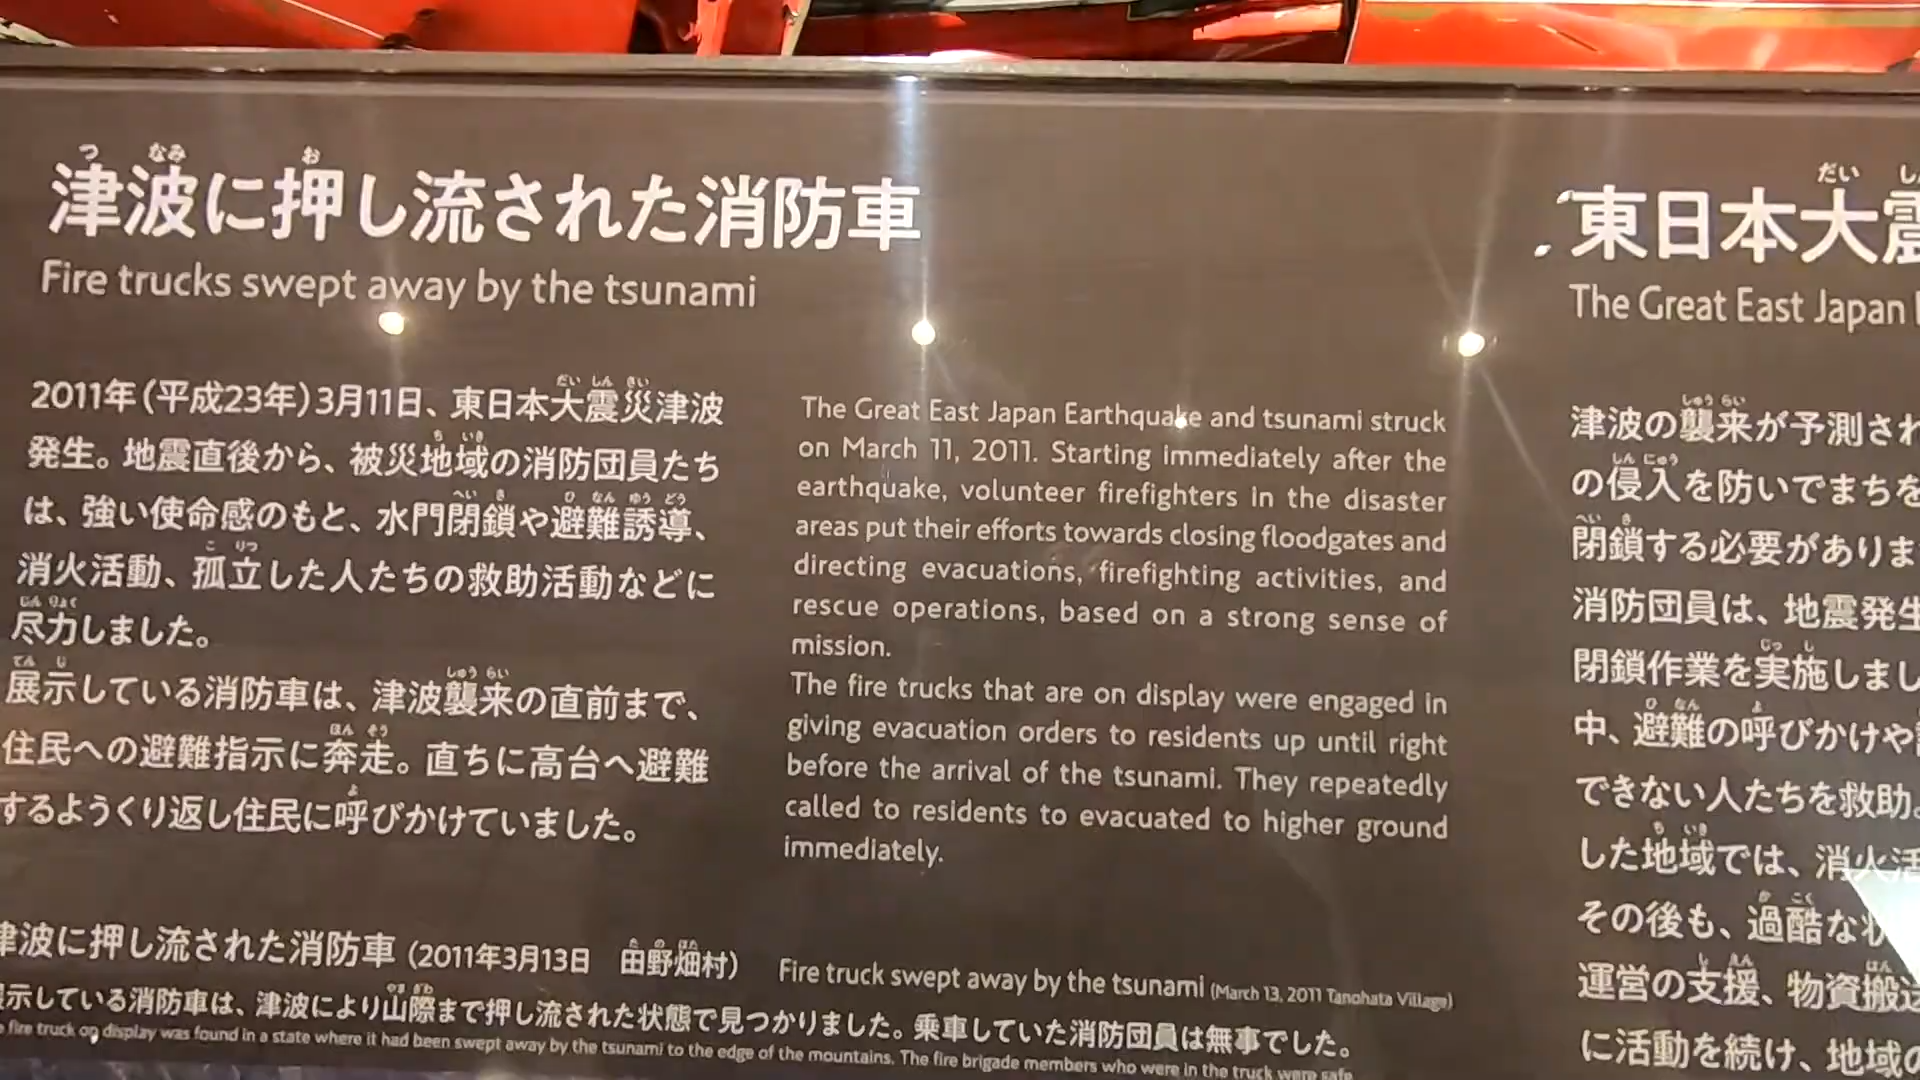 津波に押し流された消防車
Fire trucks swept away by the tsunami
2011年(平成23年)3月11日、東日本大震災津波
発生。地震直後から、被災地域の消防団員たち
は、強い使命感のもと、水門閉鎖や避難誘導、
消火活動、孤立した人たちの救助活動などに
尽力しました。
展示している消防車は、津波襲来の直前まで、
住民への避難指示に奔走。直ちに高台へ避難
するようくり返し住民に呼びかけていました。
The Great East Japan Earthquake and tsunami struck
on March 11, 2011. Starting immediately after the
earthquake, volunteer firefighters in the disaster
areas put their efforts towards closing floodgates and
directing evacuations, firefighting activities, and
rescue operations, based on a strong sense of
mission.
The fire trucks that are on display were engaged in
giving evacuation orders to residents up until right
before the arrival of the tsunami. They repeatedly
called to residents to evacuated to higher ground
immediately.
津波に押し流された消防車 (2011年3月13日 田野畑村)
Fire truck swept away by the tsunami (March 13, 2011 Tanohata Village)
展示している消防車は、津波により山際まで押し流された状態で見つかりました。乗車していた消防団員は無事でした。
fire truck on display was found in a state where it had been swept away by the tsunami to the edge of the mountains. The fire brigade members who were in the truck were safe.
東日本大震
The Great East Japan
津波の襲来が予測され
の侵入を防いでまちを
閉鎖する必要がありま
消防団員は、地震発生
閉鎖作業を実施しまし
中、避難の呼びかけや
できない人たちを救助。
した地域では、消火活
その後も、過酷な状
運営の支援、物資搬送
に活動を続け、地域の